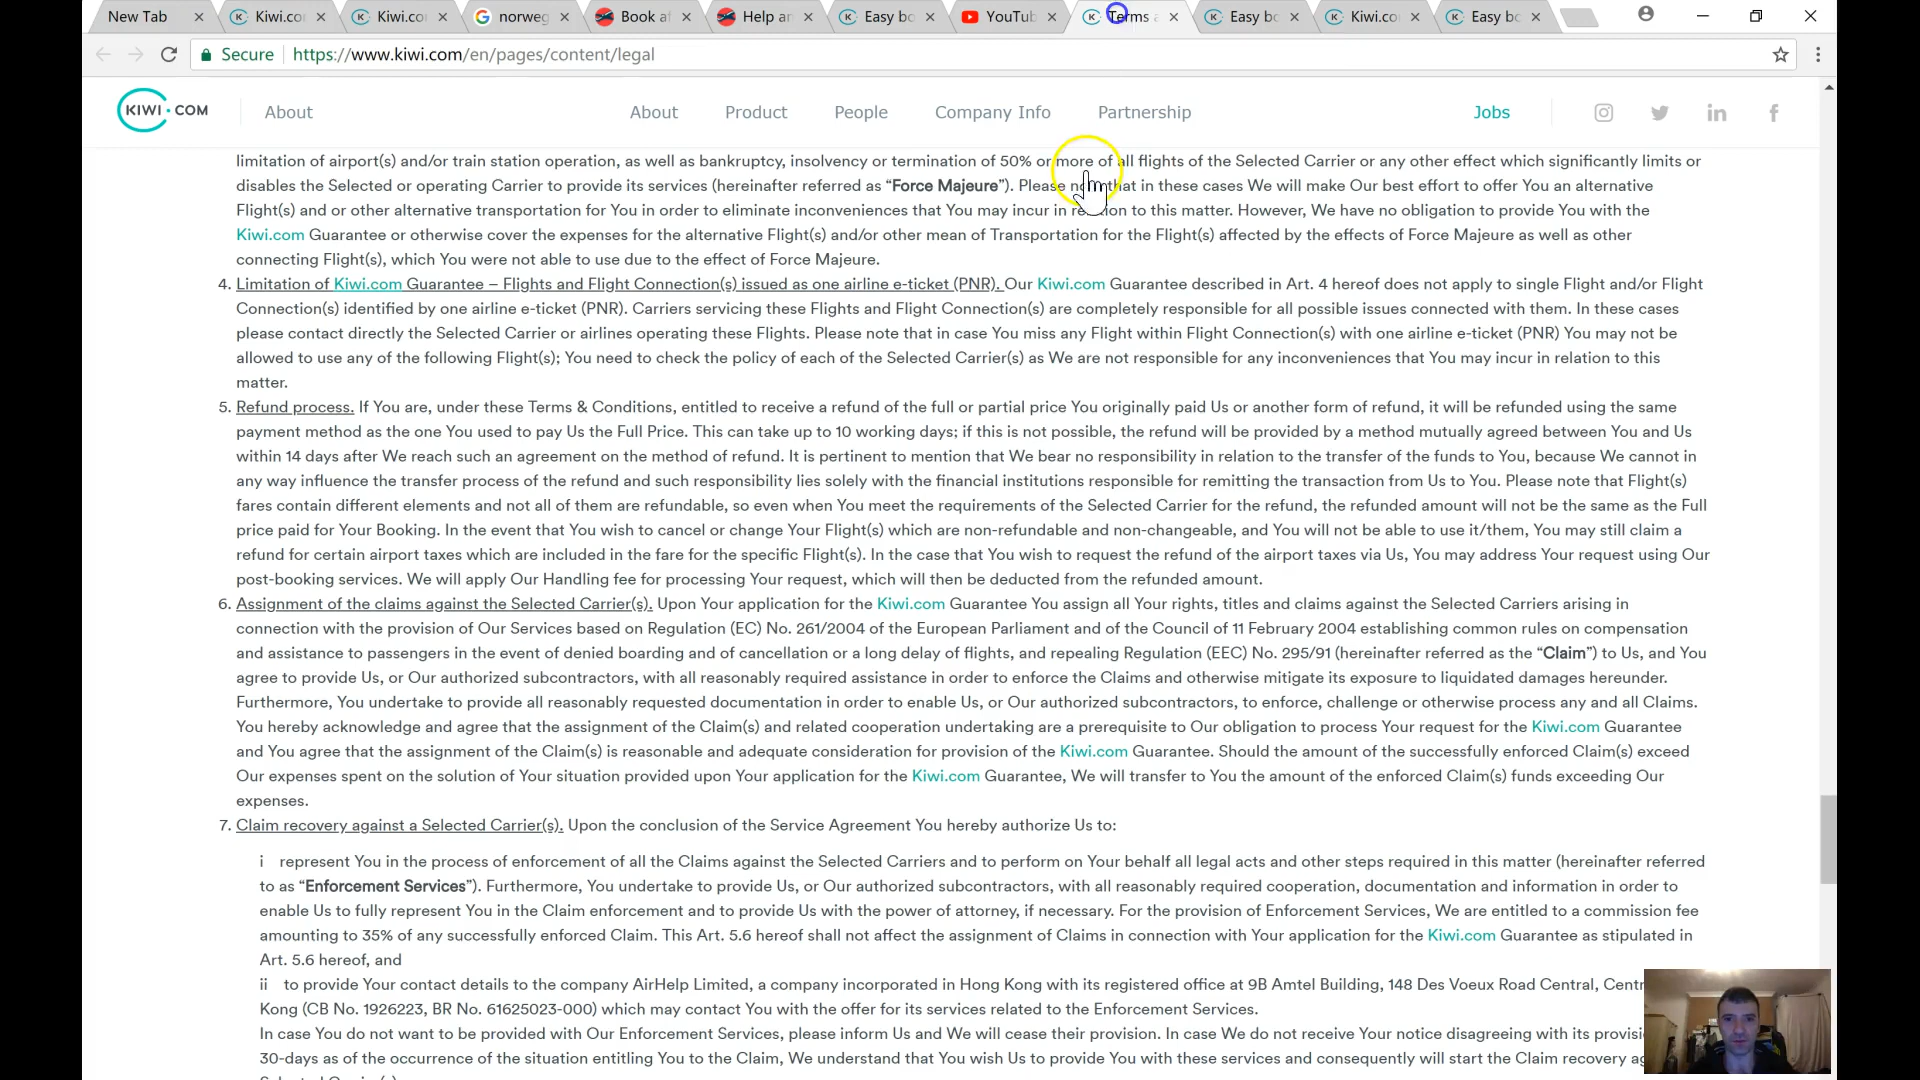 New Tab
Kiwi.co
Kiwi.co
norweg
Book af
Help an
Easy bo
YouTub
Terms a
Easy bo
Kiwi.co
Easy bo
Secure
https://www.kiwi.com/en/pages/content/legal
KIWI·COM
About
About
Product
People
Company Info
Partnership
Jobs
limitation of airport(s) and/or train station operation, as well as bankruptcy, insolvency or termination of 50% or more of all flights of the Selected Carrier or any other effect which significantly limits or
disables the Selected or operating Carrier to provide its services (hereinafter referred as “Force Majeure”). Please note that in these cases We will make Our best effort to offer You an alternative
Flight(s) and or other alternative transportation for You in order to eliminate inconveniences that You may incur in relation to this matter. However, We have no obligation to provide You with the
Kiwi.com Guarantee or otherwise cover the expenses for the alternative Flight(s) and/or other mean of Transportation for the Flight(s) affected by the effects of Force Majeure as well as other
connecting Flight(s), which You were not able to use due to the effect of Force Majeure.
4. Limitation of Kiwi.com Guarantee – Flights and Flight Connection(s) issued as one airline e-ticket (PNR). Our Kiwi.com Guarantee described in Art. 4 hereof does not apply to single Flight and/or Flight
Connection(s) identified by one airline e-ticket (PNR). Carriers servicing these Flights and Flight Connection(s) are completely responsible for all possible issues connected with them. In these cases
please contact directly the Selected Carrier or airlines operating these Flights. Please note that in case You miss any Flight within Flight Connection(s) with one airline e-ticket (PNR) You may not be
allowed to use any of the following Flight(s); You need to check the policy of each of the Selected Carrier(s) as We are not responsible for any inconveniences that You may incur in relation to this
matter.
5. Refund process. If You are, under these Terms & Conditions, entitled to receive a refund of the full or partial price You originally paid Us or another form of refund, it will be refunded using the same
payment method as the one You used to pay Us the Full Price. This can take up to 10 working days; if this is not possible, the refund will be provided by a method mutually agreed between You and Us
within 14 days after We reach such an agreement on the method of refund. It is pertinent to mention that We bear no responsibility in relation to the transfer of the funds to You, because We cannot in
any way influence the transfer process of the refund and such responsibility lies solely with the financial institutions responsible for remitting the transaction from Us to You. Please note that Flight(s)
fares contain different elements and not all of them are refundable, so even when You meet the requirements of the Selected Carrier for the refund, the refunded amount will not be the same as the Full
price paid for Your Booking. In the event that You wish to cancel or change Your Flight(s) which are non-refundable and non-changeable, and You will not be able to use it/them, You may still claim a
refund for certain airport taxes which are included in the fare for the specific Flight(s). In the case that You wish to request the refund of the airport taxes via Us, You may address Your request using Our
post-booking services. We will apply Our Handling fee for processing Your request, which will then be deducted from the refunded amount.
6. Assignment of the claims against the Selected Carrier(s). Upon Your application for the Kiwi.com Guarantee You assign all Your rights, titles and claims against the Selected Carriers arising in
connection with the provision of Our Services based on Regulation (EC) No. 261/2004 of the European Parliament and of the Council of 11 February 2004 establishing common rules on compensation
and assistance to passengers in the event of denied boarding and of cancellation or a long delay of flights, and repealing Regulation (EEC) No. 295/91 (hereinafter referred as the “Claim”) to Us, and You
agree to provide Us, or Our authorized subcontractors, with all reasonably required assistance in order to enforce the Claims and otherwise mitigate its exposure to liquidated damages hereunder.
Furthermore, You undertake to provide all reasonably requested documentation in order to enable Us, or Our authorized subcontractors, to enforce, challenge or otherwise process any and all Claims.
You hereby acknowledge and agree that the assignment of the Claim(s) and related cooperation undertaking are a prerequisite to Our obligation to process Your request for the Kiwi.com Guarantee
and You agree that the assignment of the Claim(s) is reasonable and adequate consideration for provision of the Kiwi.com Guarantee. Should the amount of the successfully enforced Claim(s) exceed
Our expenses spent on the solution of Your situation provided upon Your application for the Kiwi.com Guarantee, We will transfer to You the amount of the enforced Claim(s) funds exceeding Our
expenses.
7. Claim recovery against a Selected Carrier(s). Upon the conclusion of the Service Agreement You hereby authorize Us to:
i represent You in the process of enforcement of all the Claims against the Selected Carriers and to perform on Your behalf all legal acts and other steps required in this matter (hereinafter referred
to as “Enforcement Services”). Furthermore, You undertake to provide Us, or Our authorized subcontractors, with all reasonably required cooperation, documentation and information in order to
enable Us to fully represent You in the Claim enforcement and to provide Us with the power of attorney, if necessary. For the provision of Enforcement Services, We are entitled to a commission fee
amounting to 35% of any successfully enforced Claim. This Art. 5.6 hereof shall not affect the assignment of Claims in connection with Your application for the Kiwi.com Guarantee as stipulated in
Art. 5.6 hereof, and
ii to provide Your contact details to the company AirHelp Limited, a company incorporated in Hong Kong with its registered office at 9B Amtel Building, 148 Des Voeux Road Central, Centr
Kong (CB No. 1926223, BR No. 61625023-000) which may contact You with the offer for its services related to the Enforcement Services.
In case You do not want to be provided with Our Enforcement Services, please inform Us and We will cease their provision. In case We do not receive Your notice disagreeing with its provisi
30-days as of the occurrence of the situation entitling You to the Claim, We understand that You wish Us to provide You with these services and consequently will start the Claim recovery ag